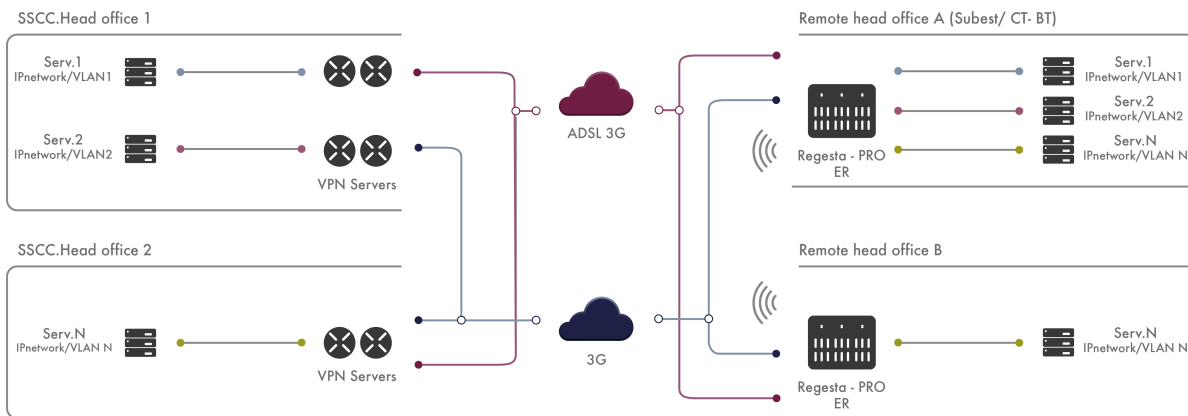 SSCC.Head office 1
Serv.1
IPnetwork/VLAN1
Serv.2
IPnetwork/VLAN2
VPN Servers
SSCC.Head office 2
Serv.N
IPnetwork/VLAN N
VPN Servers
ADSL 3G
3G
Remote head office A (Subest/ CT- BT)
Regesta - PRO
ER
Serv.1
IPnetwork/VLAN1
Serv.2
IPnetwork/VLAN2
Serv.N
IPnetwork/VLAN N
Remote head office B
Regesta - PRO
ER
Serv.N
IPnetwork/VLAN N